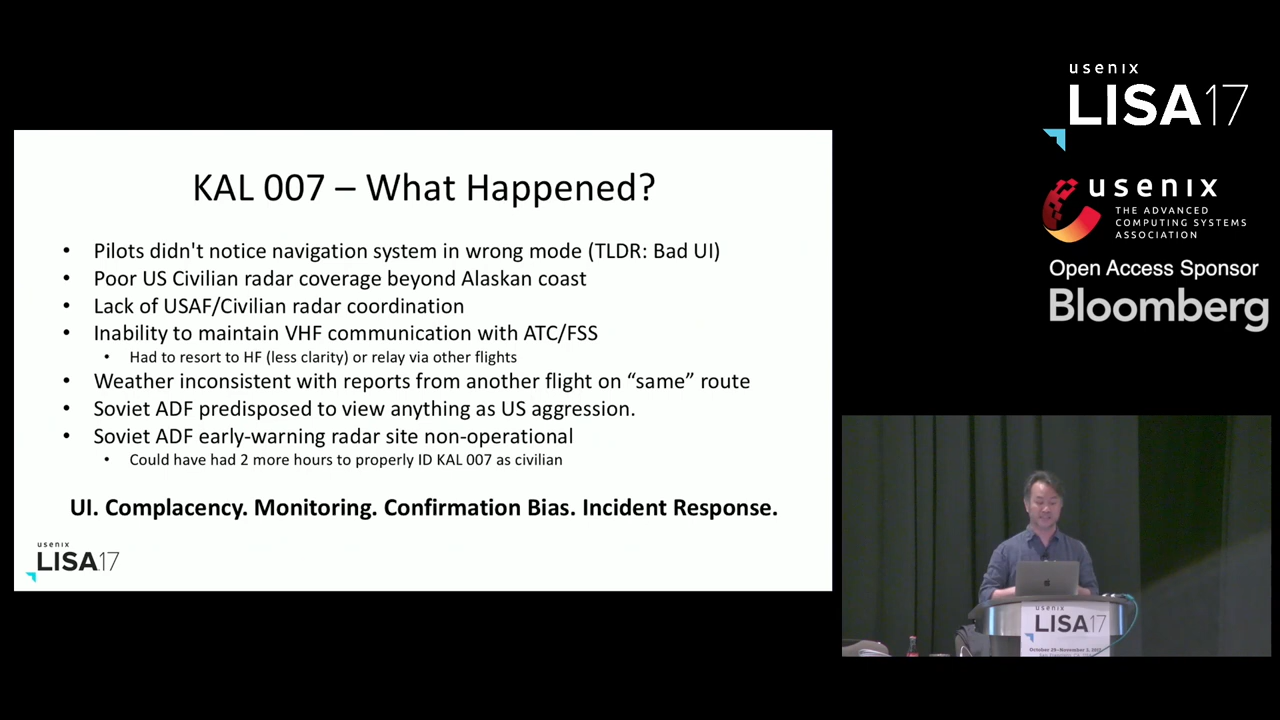 KAL 007 – What Happened?
• Pilots didn't notice navigation system in wrong mode (TLDR: Bad UI)
• Poor US Civilian radar coverage beyond Alaskan coast
• Lack of USAF/Civilian radar coordination
• Inability to maintain VHF communication with ATC/FSS
• Had to resort to HF (less clarity) or relay via other flights
• Weather inconsistent with reports from another flight on “same” route
• Soviet ADF predisposed to view anything as US aggression.
• Soviet ADF early-warning radar site non-operational
• Could have had 2 more hours to properly ID KAL 007 as civilian
UI. Complacency. Monitoring. Confirmation Bias. Incident Response.
usenix
LISA17
usenix
LISA17
usenix
THE ADVANCED
COMPUTING SYSTEMS
ASSOCIATION
Open Access Sponsor
Bloomberg
usenix
LISA17
October 29–November 3, 2017